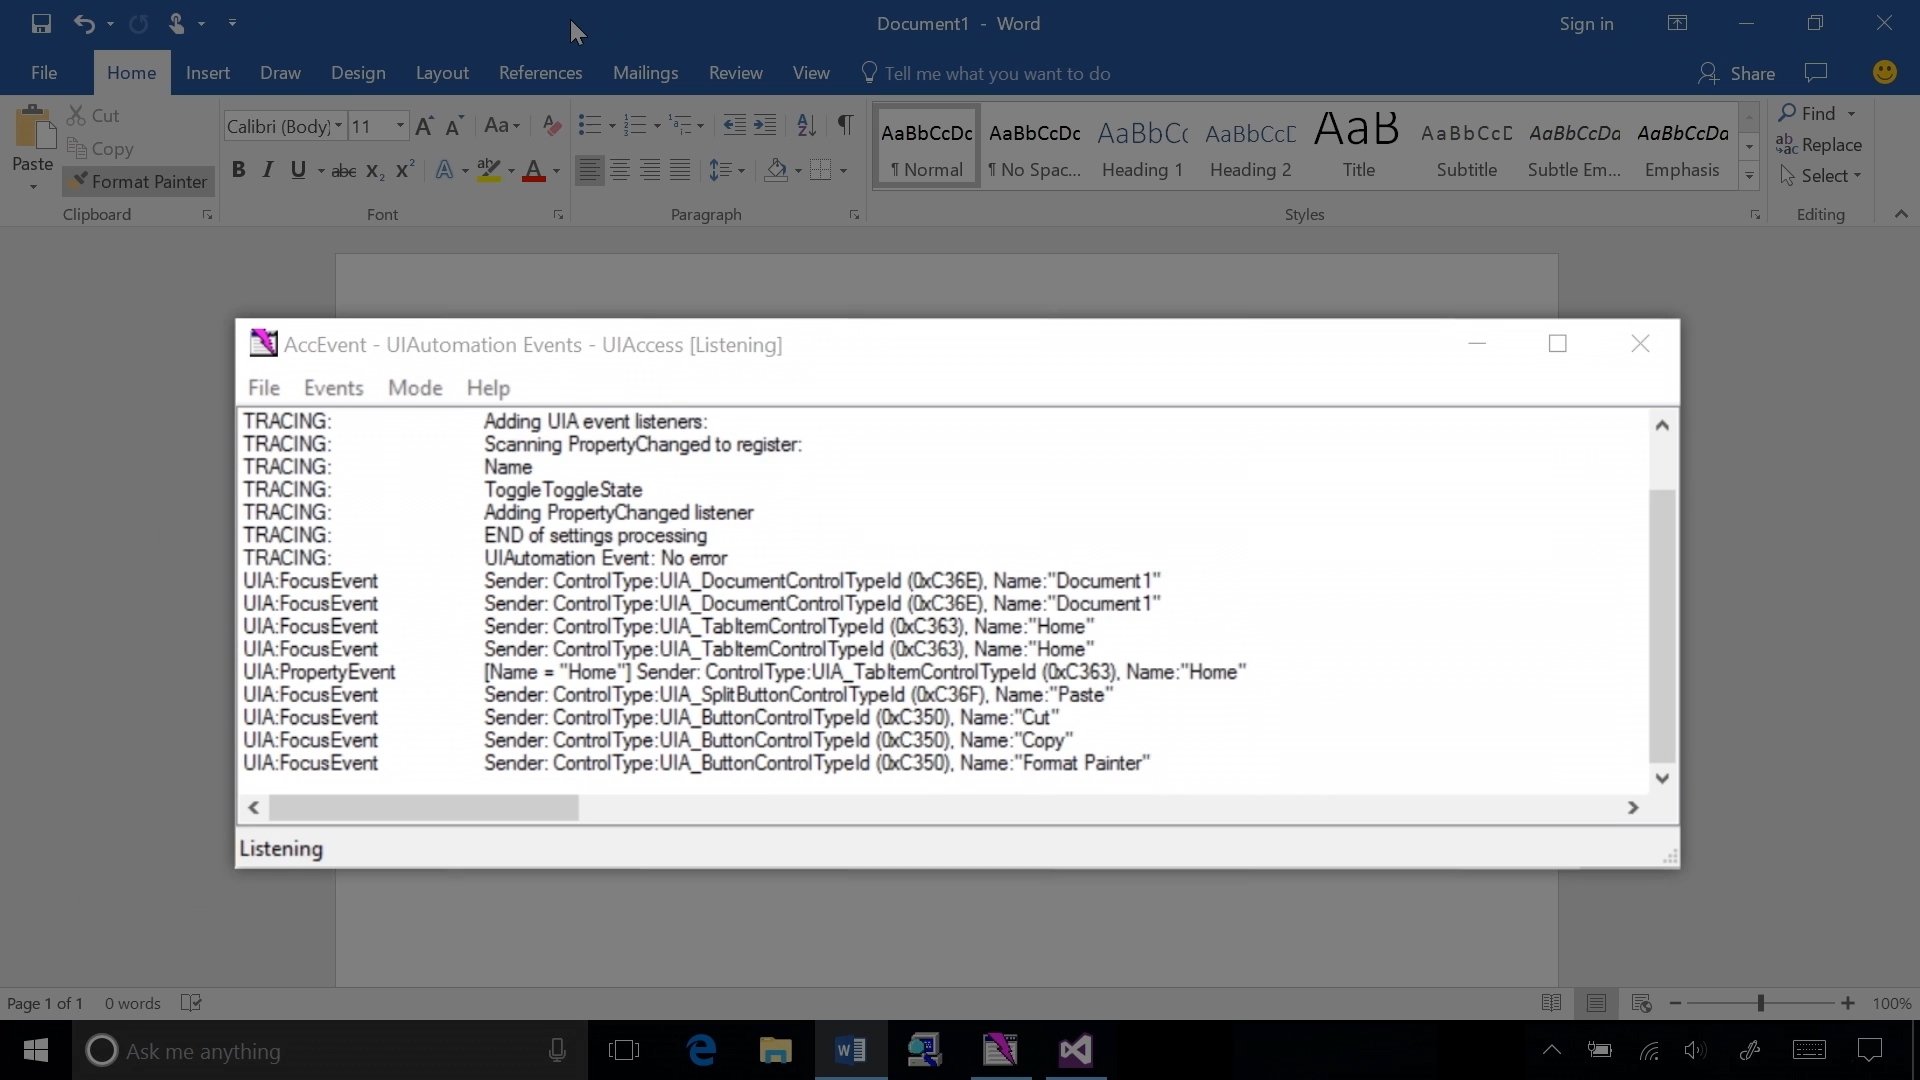 Document1 - Word
Sign in
File Home Insert Draw Design Layout References Mailings Review View Tell me what you want to do Share
Cut
Copy
Paste
Format Painter
Clipboard
Calibri (Body) 11
Aa
B I U abc X₂ X² A ab A
Font
Paragraph
AaBbCcDc AaBbCcDc AaBbCc AaBbCcD AaB AaBbCcD AaBbCcDa AaBbCcDa
¶ Normal ¶ No Spac... Heading 1 Heading 2 Title Subtitle Subtle Em... Emphasis
Styles
Find
Replace
Select
Editing
AccEvent - UIAutomation Events - UIAccess [Listening]
File Events Mode Help
TRACING: Adding UIA event listeners:
TRACING: Scanning PropertyChanged to register:
TRACING: Name
TRACING: ToggleToggleState
TRACING: Adding PropertyChanged listener
TRACING: END of settings processing
TRACING: UIAutomation Event: No error
UIA:FocusEvent Sender: ControlType:UIA_DocumentControlTypeId (0xC36E), Name:"Document1"
UIA:FocusEvent Sender: ControlType:UIA_DocumentControlTypeId (0xC36E), Name:"Document1"
UIA:FocusEvent Sender: ControlType:UIA_TabItemControlTypeId (0xC363), Name:"Home"
UIA:FocusEvent Sender: ControlType:UIA_TabItemControlTypeId (0xC363), Name:"Home"
UIA:PropertyEvent [Name = "Home"] Sender: ControlType:UIA_TabItemControlTypeId (0xC363), Name:"Home"
UIA:FocusEvent Sender: ControlType:UIA_SplitButtonControlTypeId (0xC36F), Name:"Paste"
UIA:FocusEvent Sender: ControlType:UIA_ButtonControlTypeId (0xC350), Name:"Cut"
UIA:FocusEvent Sender: ControlType:UIA_ButtonControlTypeId (0xC350), Name:"Copy"
UIA:FocusEvent Sender: ControlType:UIA_ButtonControlTypeId (0xC350), Name:"Format Painter"
Listening
Page 1 of 1 0 words 100%
Ask me anything